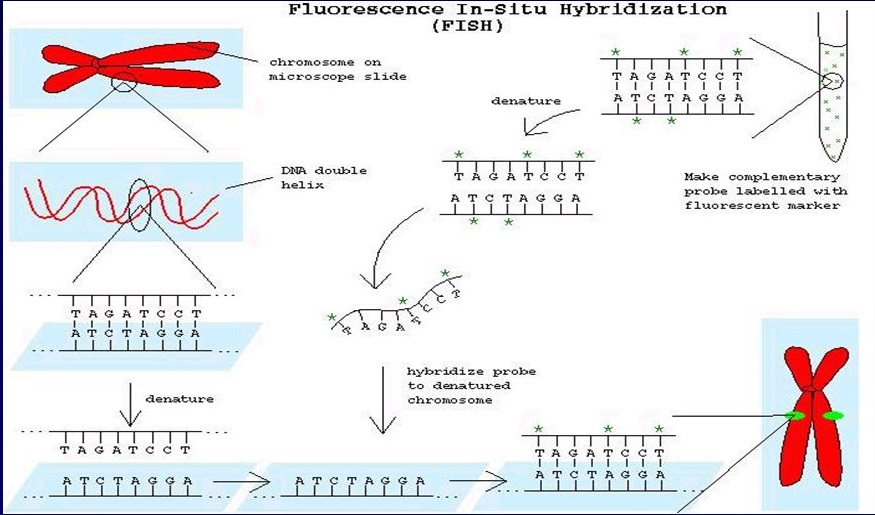 Fluorescence In-Situ Hybridization
(FISH)
chromosome on
microscope slide
* * *
T A G A T C C T
A T C T A G G A
* *
denature
* * *
T A G A T C C T
A T C T A G G A
* *
Make complementary
probe labelled with
fluorescent marker
DNA double
helix
T A G A T C C T
A T C T A G G A
* * *
T A G A T C C T
denature
hybridize probe
to denatured
chromosome
T A G A T C C T
A T C T A G G A
A T C T A G G A
* * *
T A G A T C C T
A T C T A G G A